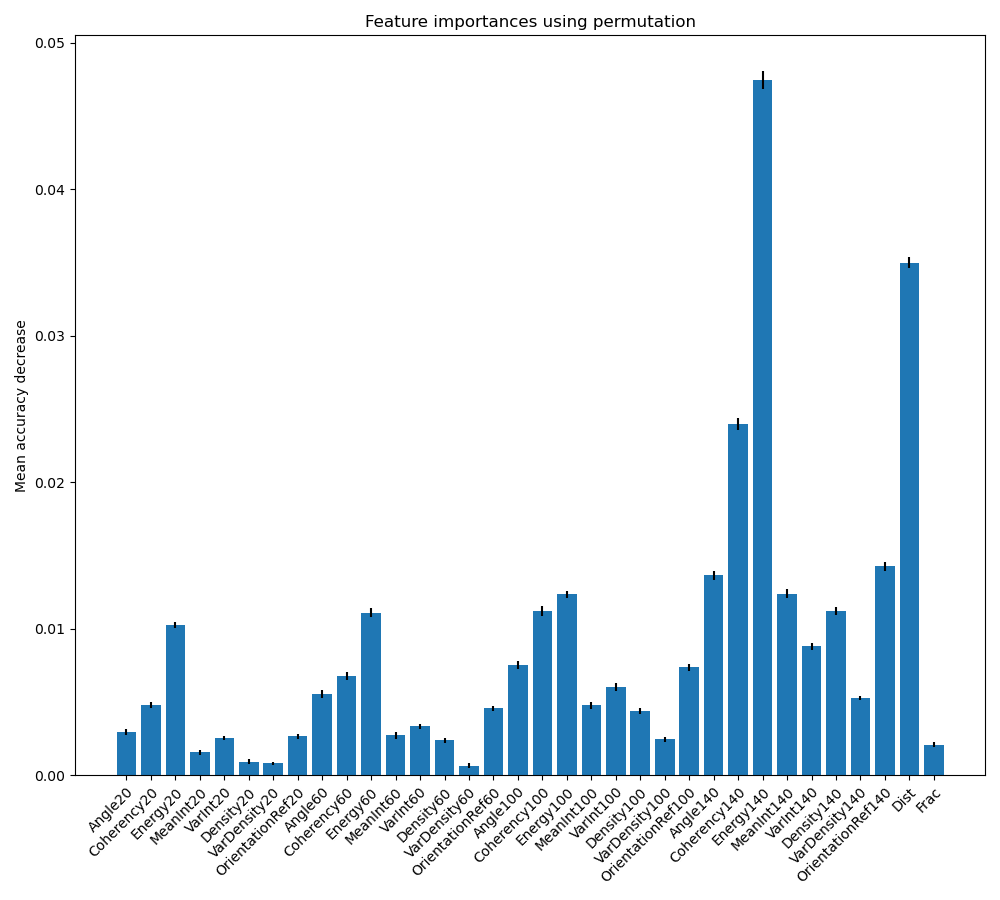 Feature importances using permutation
0.05
0.04
0.03
0.02
0.01
0.00
Mean accuracy decrease
Angle20
Coherency20
Energy20
MeanInt20
VarInt20
Density20
VarDensity20
OrientationRef20
Angle60
Coherency60
Energy60
MeanInt60
VarInt60
Density60
VarDensity60
OrientationRef60
Angle100
Coherency100
Energy100
MeanInt100
VarInt100
Density100
VarDensity100
OrientationRef100
Angle140
Coherency140
Energy140
MeanInt140
VarInt140
Density140
VarDensity140
OrientationRef140
Dist
Frac